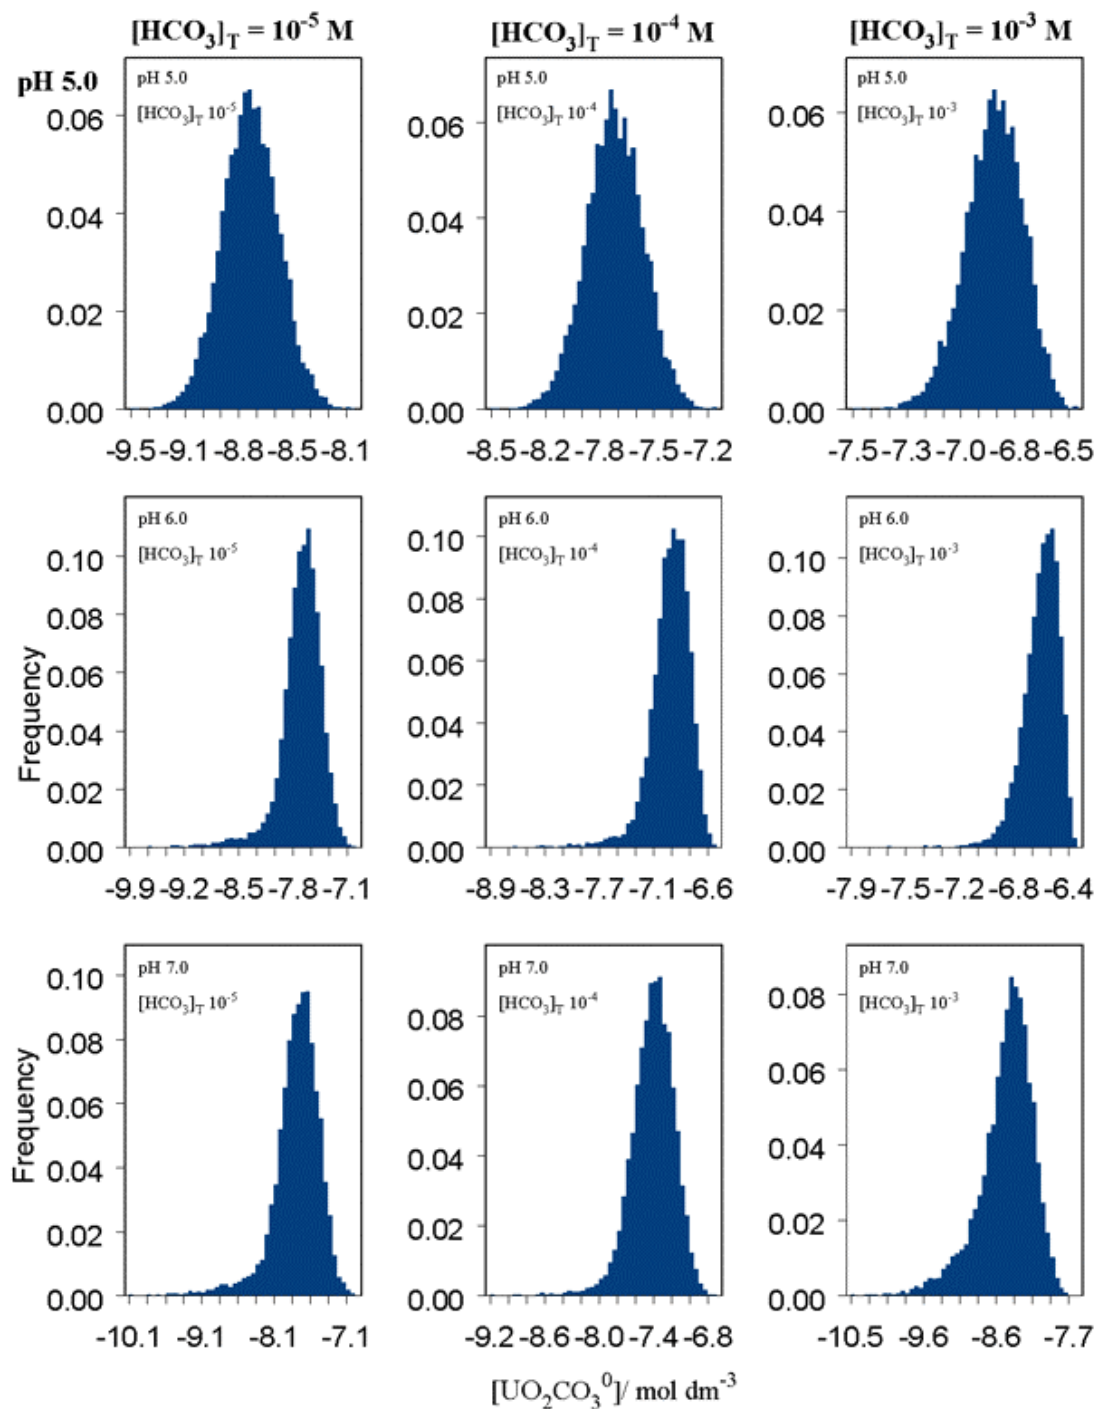 [HCO3]T = 10-5 M [HCO3]T = 10-4 M [HCO3]T = 10-3 M
pH 5.0
pH 5.0
[HCO3]T 10-5
0.06
0.04
0.02
0.00
-9.5 -9.1 -8.8 -8.5 -8.1
pH 5.0
[HCO3]T 10-4
0.06
0.04
0.02
0.00
-8.5 -8.2 -7.8 -7.5 -7.2
pH 5.0
[HCO3]T 10-3
0.06
0.04
0.02
0.00
-7.5 -7.3 -7.0 -6.8 -6.5
Frequency
pH 6.0
[HCO3]T 10-5
0.10
0.08
0.06
0.04
0.02
0.00
-9.9 -9.2 -8.5 -7.8 -7.1
pH 6.0
[HCO3]T 10-4
0.10
0.08
0.06
0.04
0.02
0.00
-8.9 -8.3 -7.7 -7.1 -6.6
pH 6.0
[HCO3]T 10-3
0.10
0.08
0.06
0.04
0.02
0.00
-7.9 -7.5 -7.2 -6.8 -6.4
Frequency
pH 7.0
[HCO3]T 10-5
0.10
0.08
0.06
0.04
0.02
0.00
-10.1 -9.1 -8.1 -7.1
pH 7.0
[HCO3]T 10-4
0.08
0.06
0.04
0.02
0.00
-9.2 -8.6 -8.0 -7.4 -6.8
pH 7.0
[HCO3]T 10-3
0.08
0.06
0.04
0.02
0.00
-10.5 -9.6 -8.6 -7.7
[UO2CO30]/ mol dm-3